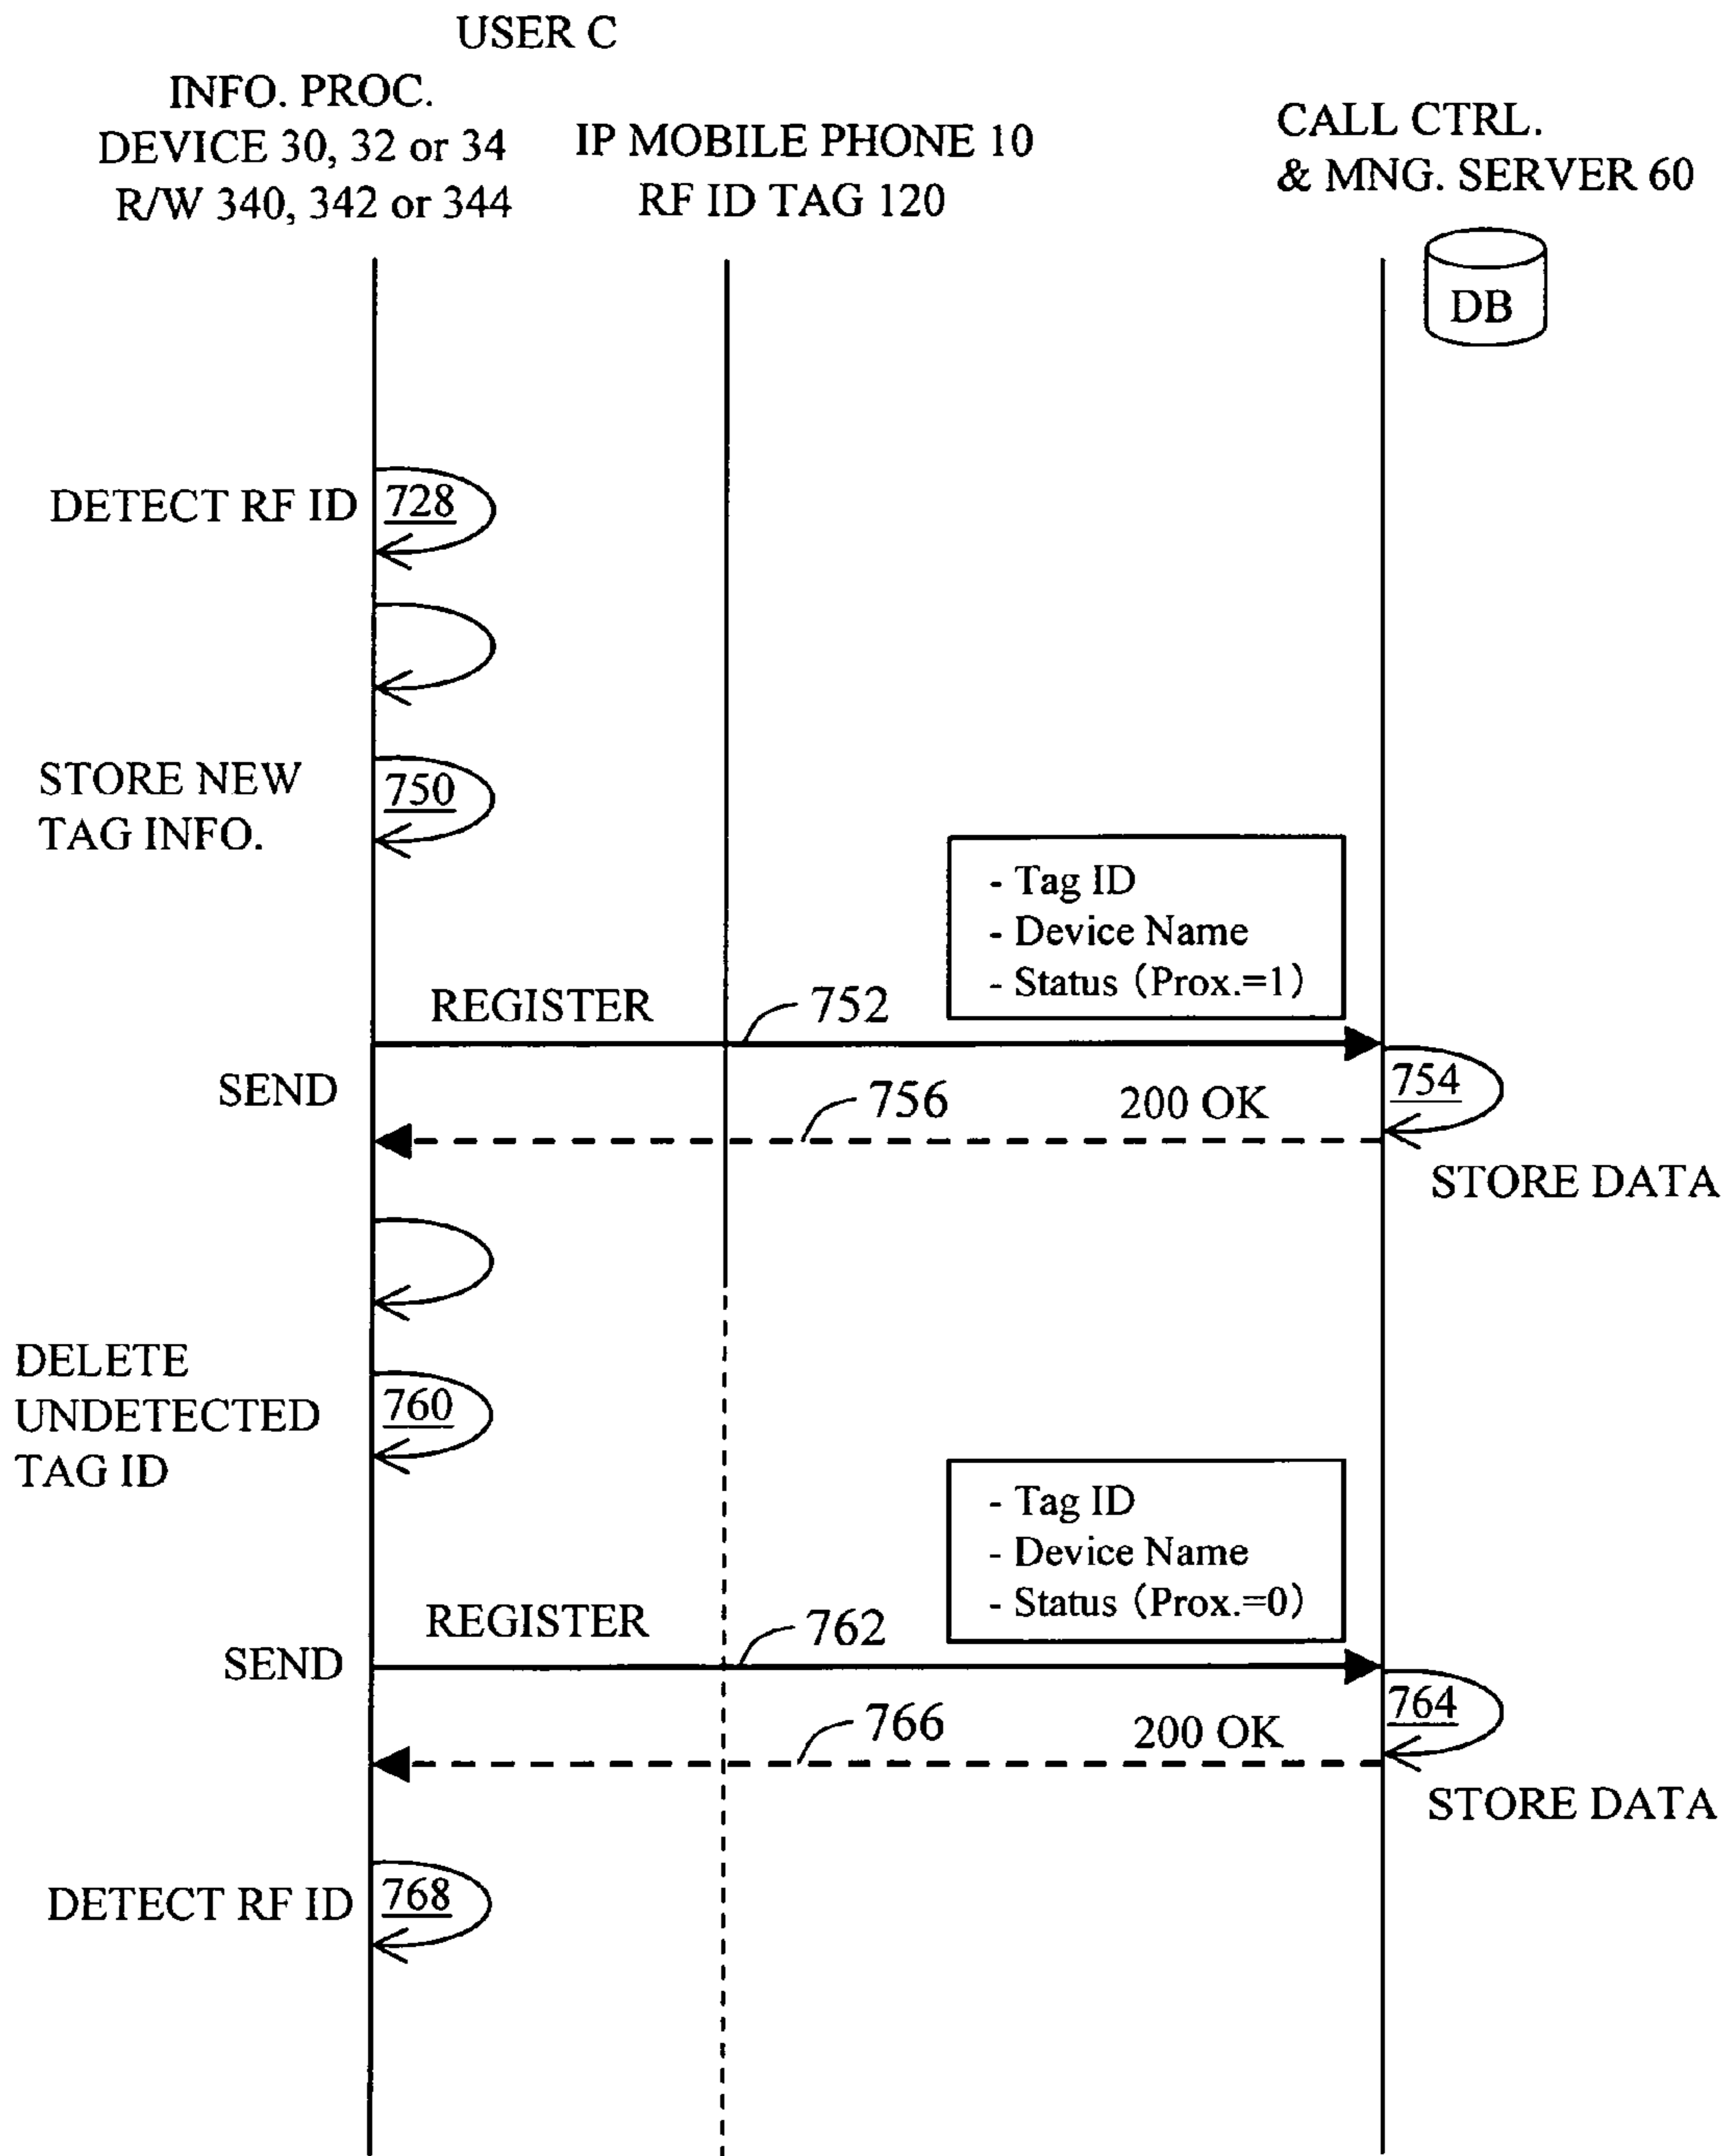 USER C
INFO. PROC.
DEVICE 30, 32 or 34
R/W 340, 342 or 344
IP MOBILE PHONE 10
RF ID TAG 120
CALL CTRL.
& MNG. SERVER 60
DB
DETECT RF ID
728
STORE NEW
TAG INFO.
750
- Tag ID
- Device Name
- Status (Prox.=1)
REGISTER
752
SEND
754
756
200 OK
STORE DATA
DELETE
UNDETECTED
TAG ID
760
- Tag ID
- Device Name
- Status (Prox.=0)
REGISTER
762
SEND
764
766
200 OK
STORE DATA
DETECT RF ID
768